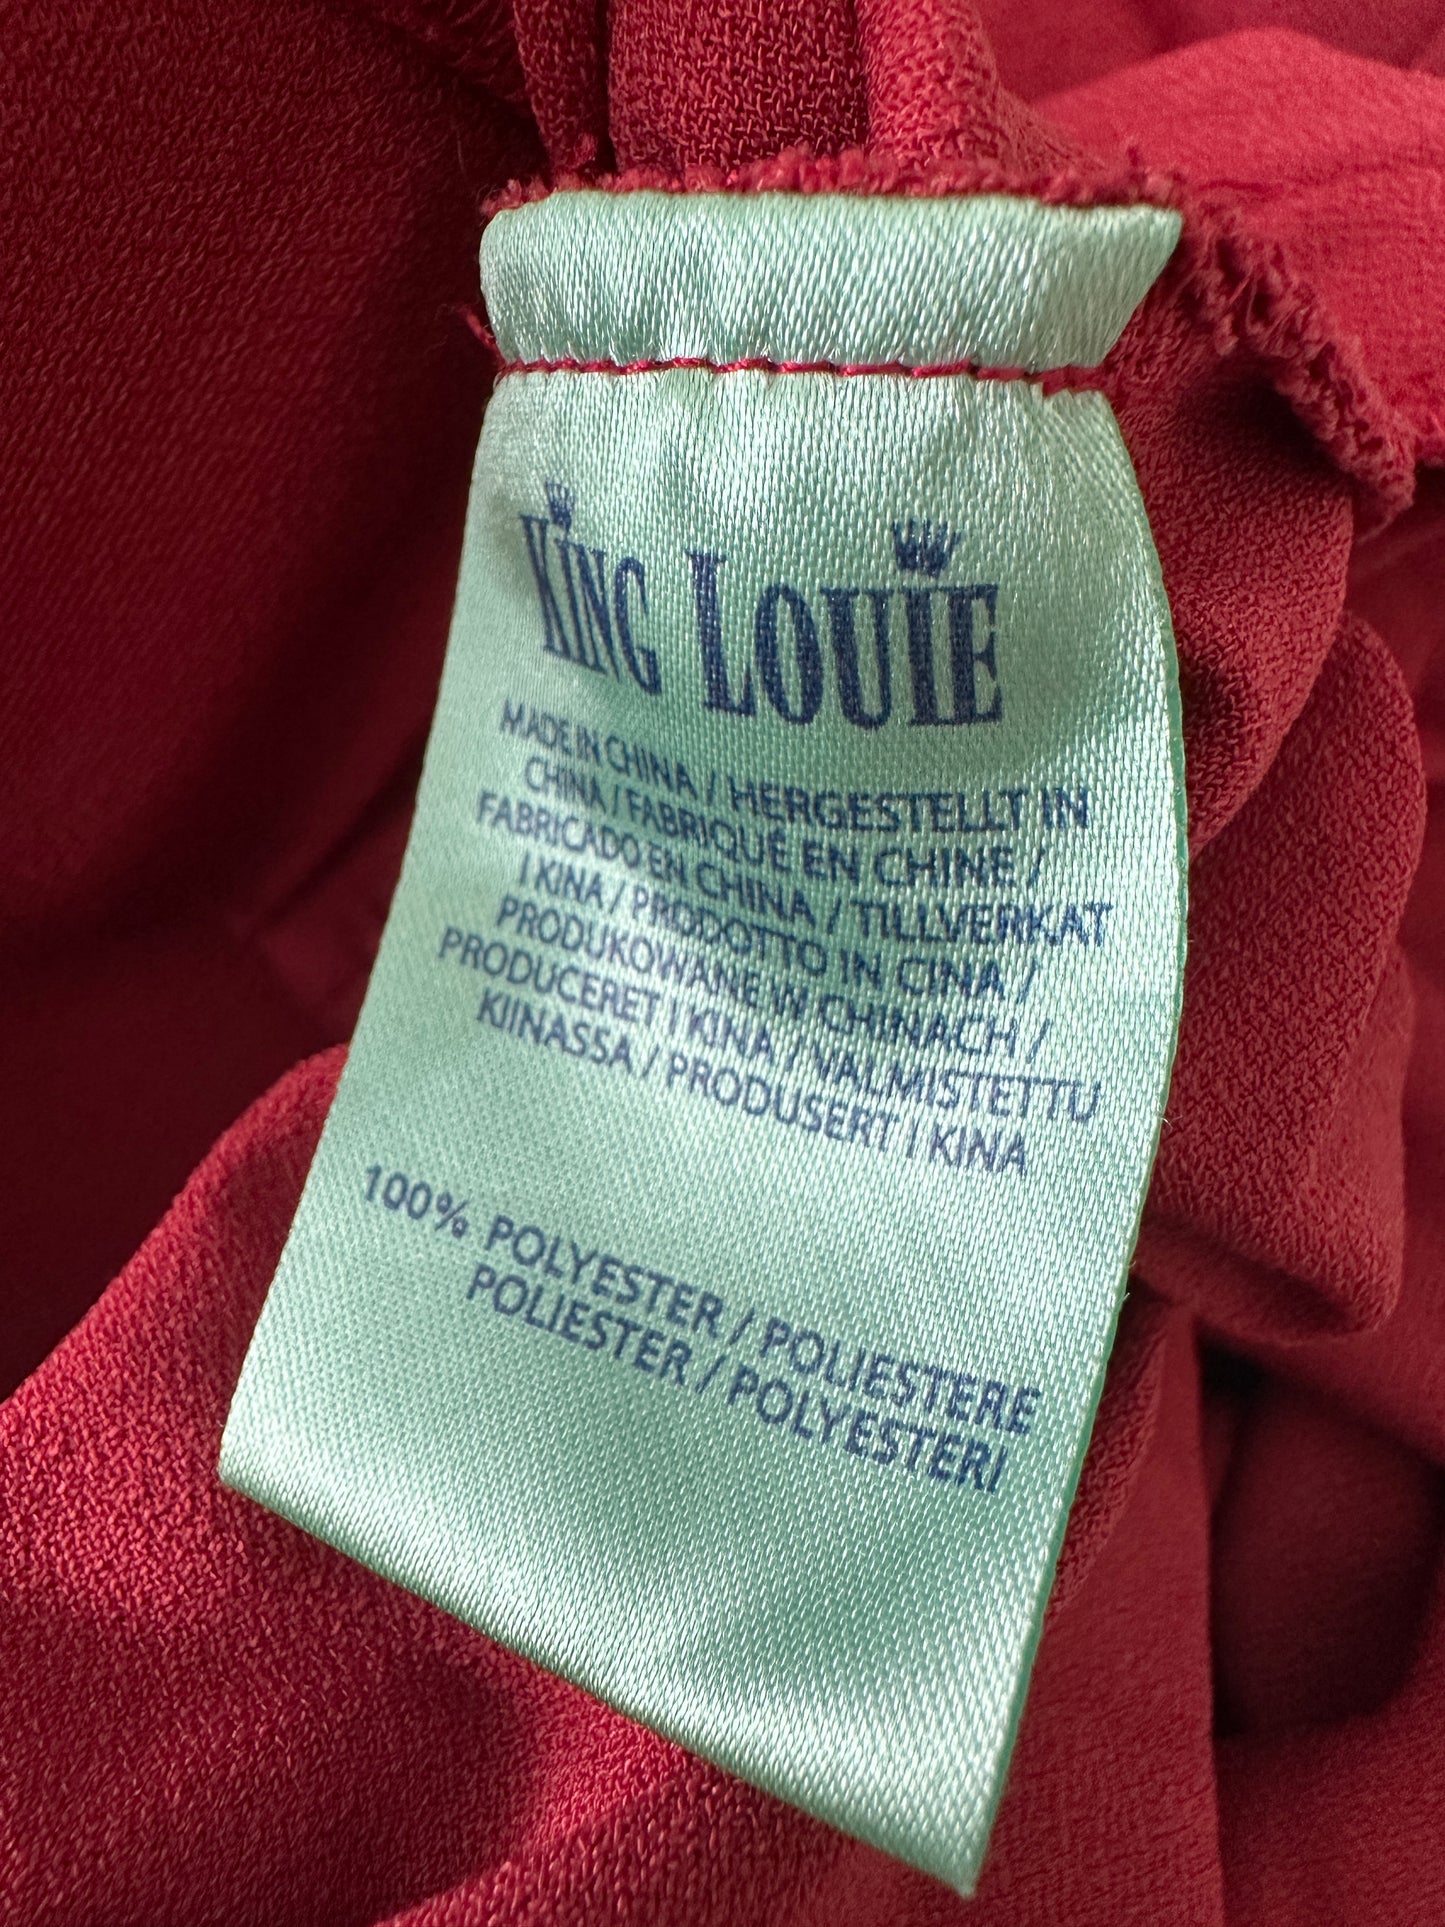 KING LOUIE
MADE IN CHINA / HERGESTELLT IN
CHINA / FABRIQUÉ EN CHINE /
FABRICADO EN CHINA / TILLVERKAT
I KINA / PRODOTTO IN CINA /
PRODUKOWANE W CHINACH /
PRODUCERET I KINA / VALMISTETTU
KIINASSA / PRODUSERT I KINA
100% POLYESTER / POLIESTERE
POLIESTER / POLYESTERI